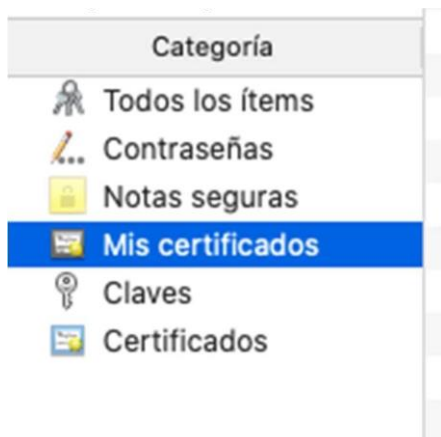 Categoría
Todos los ítems
Contraseñas
Notas seguras
Mis certificados
Claves
Certificados